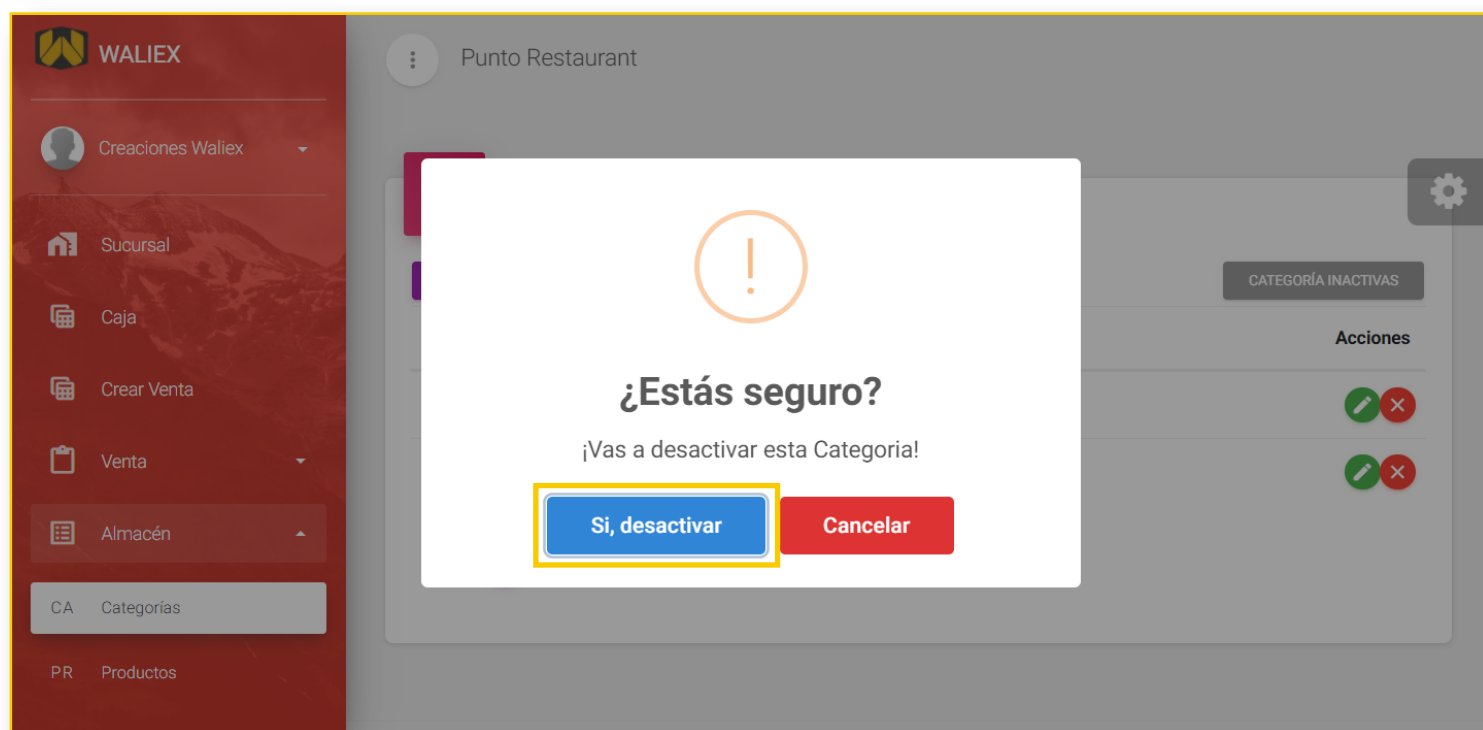 WALIEX
Punto Restaurant
Creaciones Waliex
Sucursal
Caja
Crear Venta
Venta
Almacén
CA Categorías
PR Productos
CATEGORÍA INACTIVAS
Acciones
!
¿Estás seguro?
¡Vas a desactivar esta Categoria!
Si, desactivar Cancelar